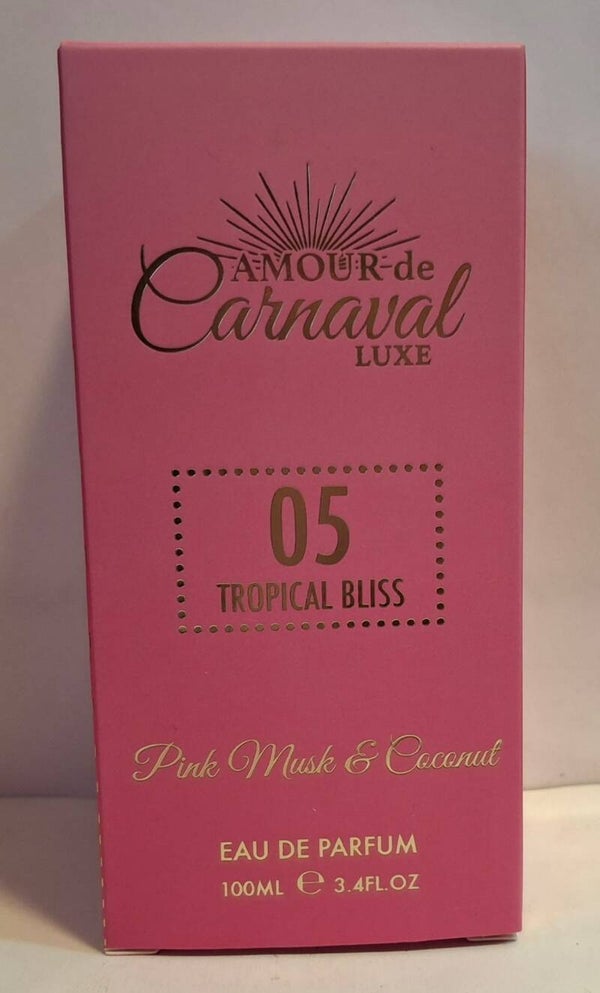 AMOUR de
Carnaval
LUXE
05
TROPICAL BLISS
Pink Musk & Coconut
EAU DE PARFUM
100ML ℮ 3.4FL.OZ